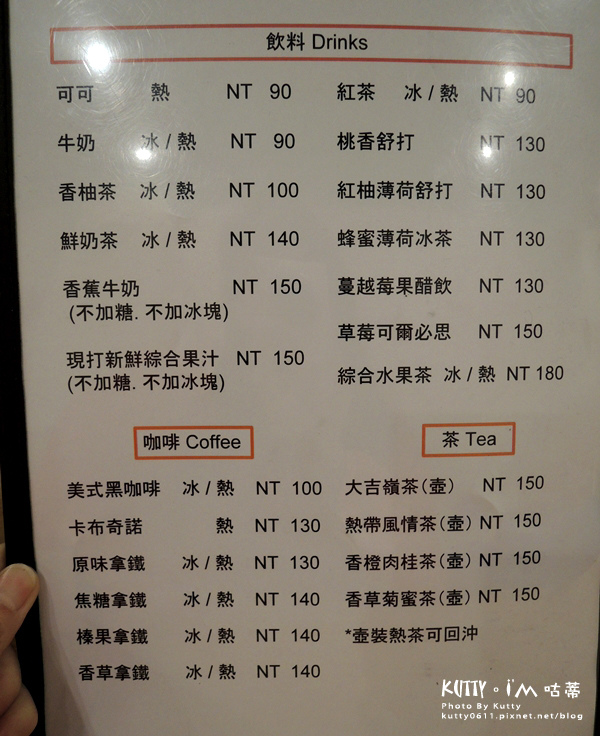 飲料 Drinks
可可 熱 NT 90
牛奶 冰 / 熱 NT 90
香柚茶 冰 / 熱 NT 100
鮮奶茶 冰 / 熱 NT 140
香蕉牛奶 NT 150
(不加糖. 不加冰塊)
現打新鮮綜合果汁 NT 150
(不加糖. 不加冰塊)
紅茶 冰 / 熱 NT 90
桃香舒打 NT 130
紅柚薄荷舒打 NT 130
蜂蜜薄荷冰茶 NT 130
蔓越莓果醋飲 NT 130
草莓可爾必思 NT 150
綜合水果茶 冰 / 熱 NT 180
咖啡 Coffee
美式黑咖啡 冰 / 熱 NT 100
卡布奇諾 熱 NT 130
原味拿鐵 冰 / 熱 NT 130
焦糖拿鐵 冰 / 熱 NT 140
榛果拿鐵 冰 / 熱 NT 140
香草拿鐵 冰 / 熱 NT 140
茶 Tea
大吉嶺茶(壺) NT 150
熱帶風情茶(壺) NT 150
香橙肉桂茶(壺) NT 150
香草菊蜜茶(壺) NT 150
*壺裝熱茶可回沖
KUTTY。I'M 咕蒂
Photo By Kutty
kutty0611.pixnet.net/blog